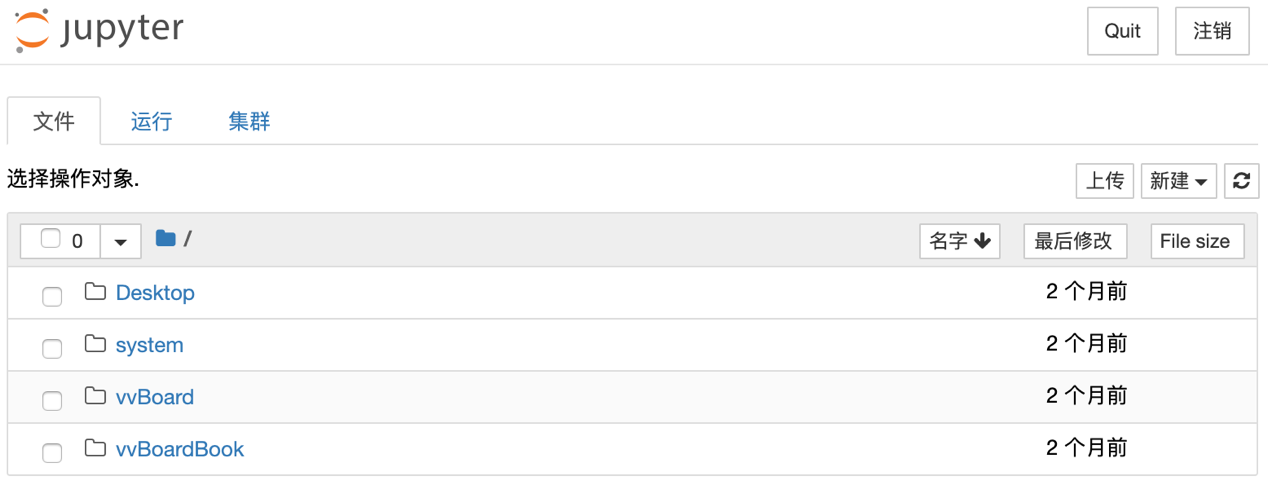 jupyter Quit 注销
文件 运行 集群
选择操作对象. 上传 新建
0 / 名字 最后修改 File size
Desktop 2 个月前
system 2 个月前
vvBoard 2 个月前
vvBoardBook 2 个月前